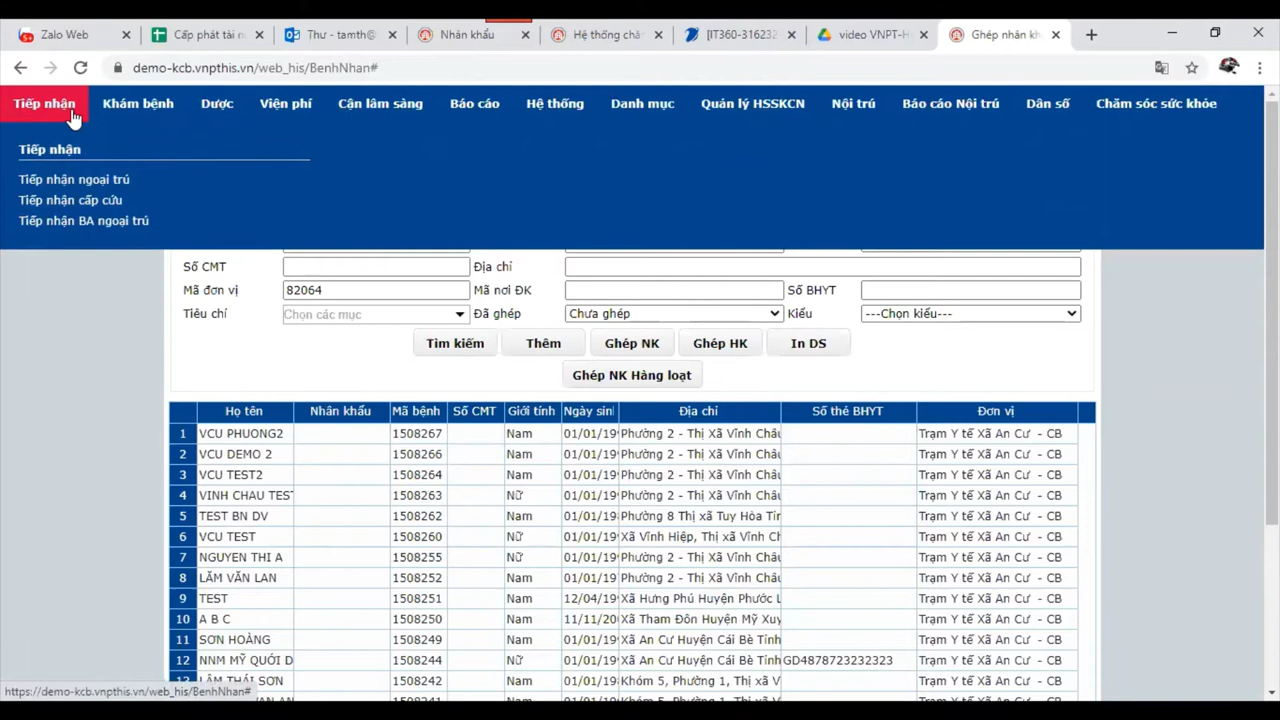 Zalo Web
Cấp phát tài n
Thư - tamth@
Nhân khẩu
Hệ thống chă
[IT360-316232
video VNPT-H
Ghép nhân kh
demo-kcb.vnpthis.vn/web_his/BenhNhan#
Tiếp nhận Khám bệnh Dược Viện phí Cận lâm sàng Báo cáo Hệ thống Danh mục Quản lý HSSKCN Nội trú Báo cáo Nội trú Dân số Chăm sóc sức khỏe
Tiếp nhận
Tiếp nhận ngoại trú
Tiếp nhận cấp cứu
Tiếp nhận BA ngoại trú
Số CMT Địa chỉ
Mã đơn vị 82064 Mã nơi ĐK Số BHYT
Tiêu chí Chọn các mục Đã ghép Chưa ghép Kiểu ---Chọn kiểu---
Tìm kiếm Thêm Ghép NK Ghép HK In DS
Ghép NK Hàng loạt
Họ tên Nhân khẩu Mã bệnh Số CMT Giới tính Ngày sinh Địa chỉ Số thẻ BHYT Đơn vị
1 VCU PHUONG2 1508267 Nam 01/01/19 Phường 2 - Thị Xã Vĩnh Châu Trạm Y tế Xã An Cư - CB
2 VCU DEMO 2 1508266 Nam 01/01/19 Phường 2 - Thị Xã Vĩnh Châu Trạm Y tế Xã An Cư - CB
3 VCU TEST2 1508264 Nam 01/01/19 Phường 2 - Thị Xã Vĩnh Châu Trạm Y tế Xã An Cư - CB
4 VINH CHAU TEST 1508263 Nữ 01/01/19 Phường 2 - Thị Xã Vĩnh Châu Trạm Y tế Xã An Cư - CB
5 TEST BN DV 1508262 Nam 01/01/19 Phường 8 Thị xã Tuy Hòa Tỉn Trạm Y tế Xã An Cư - CB
6 VCU TEST 1508260 Nữ 01/01/19 Xã Vĩnh Hiệp, Thị xã Vĩnh Ch Trạm Y tế Xã An Cư - CB
7 NGUYEN THI A 1508255 Nam 01/01/19 Phường 2 - Thị Xã Vĩnh Châu Trạm Y tế Xã An Cư - CB
8 LĂM VĂN LAN 1508252 Nam 01/01/19 Phường 2 - Thị Xã Vĩnh Châu Trạm Y tế Xã An Cư - CB
9 TEST 1508251 Nam 12/04/19 Xã Hưng Phú Huyện Phước L Trạm Y tế Xã An Cư - CB
10 A B C 1508250 Nam 11/11/20 Xã Tham Đôn Huyện Mỹ Xuy Trạm Y tế Xã An Cư - CB
11 SƠN HOÀNG 1508249 Nam 01/01/19 Xã An Cư Huyện Cái Bè Tỉnh Trạm Y tế Xã An Cư - CB
12 NNM MỸ QUỚI D 1508244 Nữ 01/01/19 Xã An Cư Huyện Cái Bè Tỉnh GD4878723232323 Trạm Y tế Xã An Cư - CB
LÂM THÁI SƠN 1508242 Nam 01/01/19 Khóm 5, Phường 1, Thị xã V Trạm Y tế Xã An Cư - CB
https://demo-kcb.vnpthis.vn/web_his/BenhNhan#